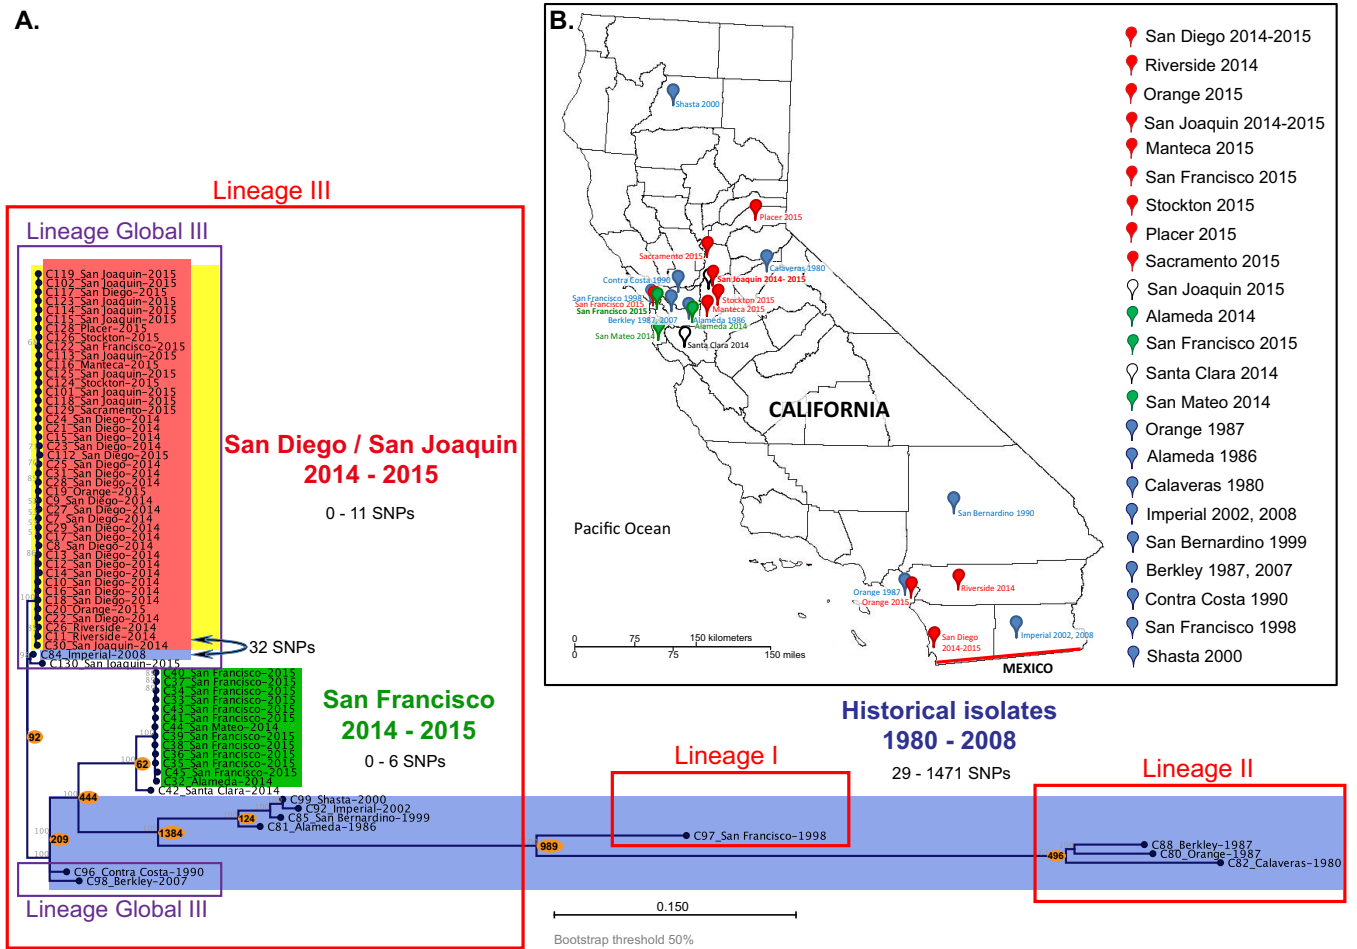 A.
Lineage III
Lineage Global III
C119_San Joaquin-2015
C102_San Joaquin-2015
C117_San Diego-2015
C123_San Joaquin-2015
C114_San Joaquin-2015
C115_San Joaquin-2015
C128_Placer-2015
C126_Stockton-2015
C122_San Francisco-2015
C113_San Joaquin-2015
C116_Manteca-2015
C125_San Joaquin-2015
C124_Stockton-2015
C101_San Joaquin-2015
C118_San Joaquin-2015
C129_Sacramento-2015
C24_San Diego-2014
C21_San Diego-2014
C15_San Diego-2014
C23_San Diego-2014
C112_San Diego-2015
C25_San Diego-2014
C31_San Diego-2014
C28_San Diego-2014
C19_Orange-2015
C9_San Diego-2014
C27_San Diego-2014
C7_San Diego-2014
C29_San Diego-2014
C17_San Diego-2014
C8_San Diego-2014
C13_San Diego-2014
C12_San Diego-2014
C14_San Diego-2014
C10_San Diego-2014
C16_San Diego-2014
C18_San Diego-2014
C20_Orange-2015
C22_San Diego-2014
C26_Riverside-2014
C11_Riverside-2014
C30_San Joaquin-2014
C84_Imperial-2008
C130_San Joaquin-2015
San Diego / San Joaquin
2014 - 2015
0 - 11 SNPs
32 SNPs
C40_San Francisco-2015
C37_San Francisco-2015
C34_San Francisco-2015
C33_San Francisco-2015
C43_San Francisco-2015
C41_San Francisco-2015
C44_San Mateo-2014
C39_San Francisco-2015
C38_San Francisco-2015
C36_San Francisco-2015
C35_San Francisco-2015
C45_San Francisco-2015
C32_Alameda-2014
C42_Santa Clara-2014
San Francisco
2014 - 2015
0 - 6 SNPs
92
62
444
209
1384
124
989
496
C99_Shasta-2000
C92_Imperial-2002
C85_San Bernardino-1999
C81_Alameda-1986
C97_San Francisco-1998
C88_Berkley-1987
C80_Orange-1987
C82_Calaveras-1980
C96_Contra Costa-1990
C98_Berkley-2007
Lineage Global III
Historical isolates
1980 - 2008
29 - 1471 SNPs
Lineage I
Lineage II
0.150
Bootstrap threshold 50%
B.
Shasta 2000
Placer 2015
Sacramento 2015
Calaveras 1980
Contra Costa 1990
San Joaquin 2014- 2015
San Francisco 1998
San Francisco 2015
San Francisco 2015
Stockton 2015
Manteca 2015
Berkley 1987, 2007
Alameda 1986
Alameda 2014
San Mateo 2014
Santa Clara 2014
CALIFORNIA
Pacific Ocean
San Bernardino 1990
Orange 1987
Orange 2015
Riverside 2014
San Diego
2014-2015
Imperial 2002, 2008
MEXICO
0 75 150 kilometers
0 75 150 miles
San Diego 2014-2015
Riverside 2014
Orange 2015
San Joaquin 2014-2015
Manteca 2015
San Francisco 2015
Stockton 2015
Placer 2015
Sacramento 2015
San Joaquin 2015
Alameda 2014
San Francisco 2015
Santa Clara 2014
San Mateo 2014
Orange 1987
Alameda 1986
Calaveras 1980
Imperial 2002, 2008
San Bernardino 1999
Berkley 1987, 2007
Contra Costa 1990
San Francisco 1998
Shasta 2000